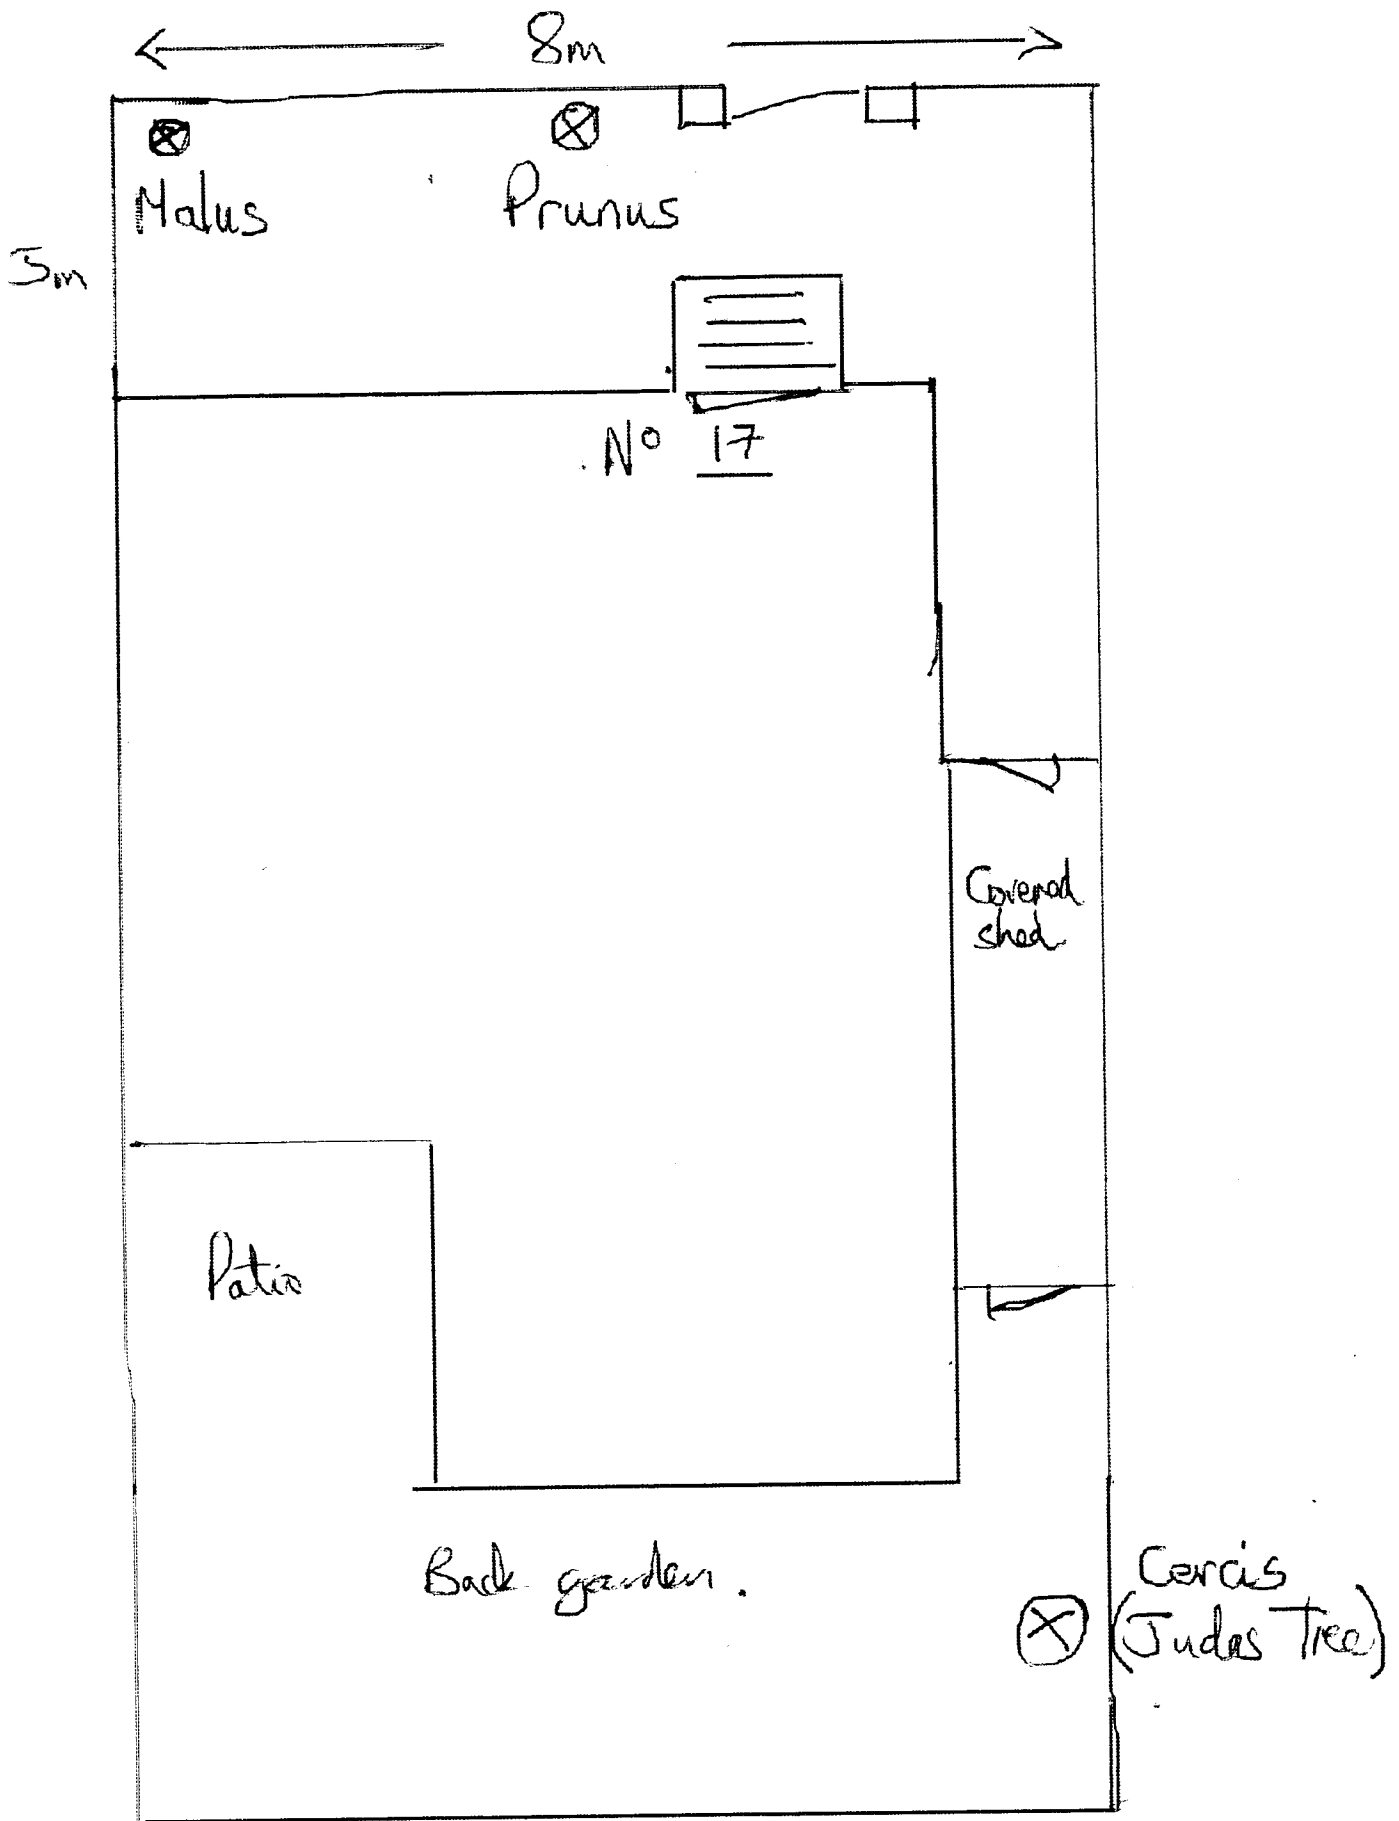 8m
Malus
Prunus
5m
No 17
Covered
shed
Patio
Back garden.
Cercis
(Judas Tree)